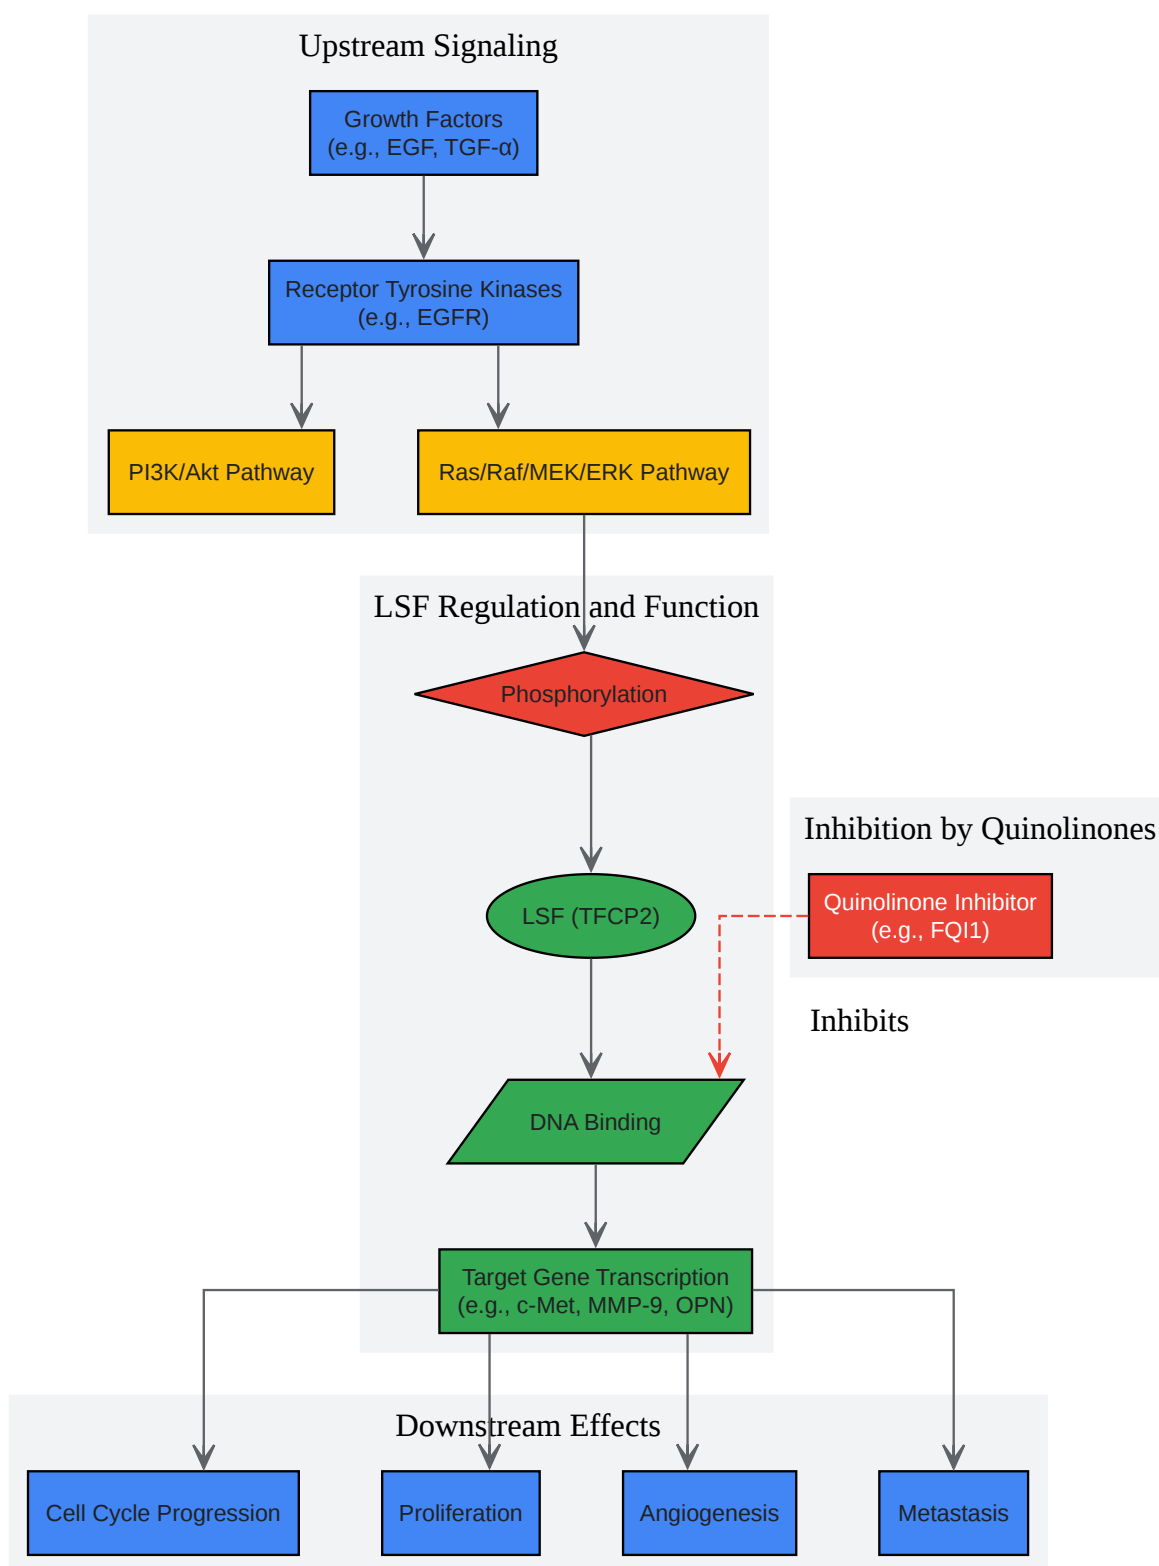 Upstream Signaling
Growth Factors
(e.g., EGF, TGF-α)
Receptor Tyrosine Kinases
(e.g., EGFR)
PI3K/Akt Pathway
Ras/Raf/MEK/ERK Pathway
LSF Regulation and Function
Phosphorylation
Inhibition by Quinolinones
LSF (TFCP2)
Quinolinone Inhibitor
(e.g., FQI1)
Inhibits
DNA Binding
Target Gene Transcription
(e.g., c-Met, MMP-9, OPN)
Downstream Effects
Cell Cycle Progression
Proliferation
Angiogenesis
Metastasis